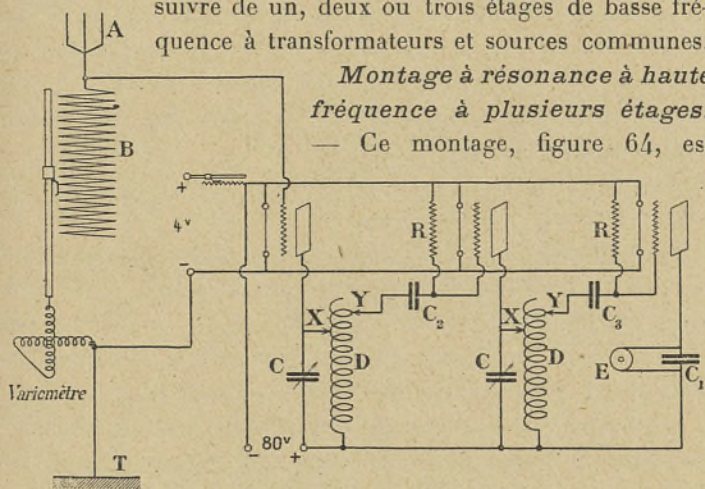 suivre de un, deux ou trois étages de basse fré-
quence à transformateurs et sources communes.
Montage à résonance à haute
fréquence à plusieurs étages.
— Ce montage, figure 64, es
A
B
+
4v
-
R
R
X
Y
C2
X
Y
C3
C
D
C
D
E
C1
Variomètre
- 80v +
T